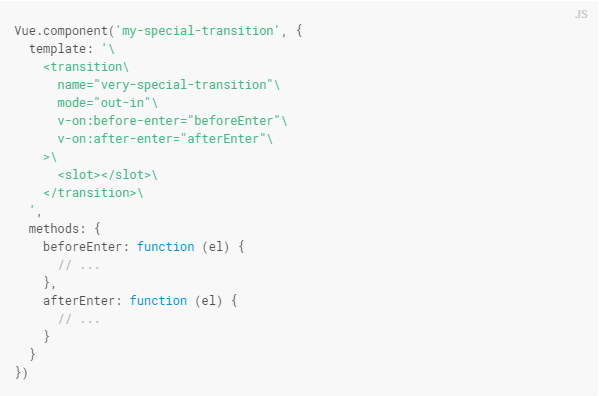 JS
Vue.component('my-special-transition', {
  template: '\
    <transition\
      name="very-special-transition"\
      mode="out-in"\
      v-on:before-enter="beforeEnter"\
      v-on:after-enter="afterEnter"\
    >\
      <slot></slot>\
    </transition>\
  ',
  methods: {
    beforeEnter: function (el) {
      // ...
    },
    afterEnter: function (el) {
      // ...
    }
  }
})